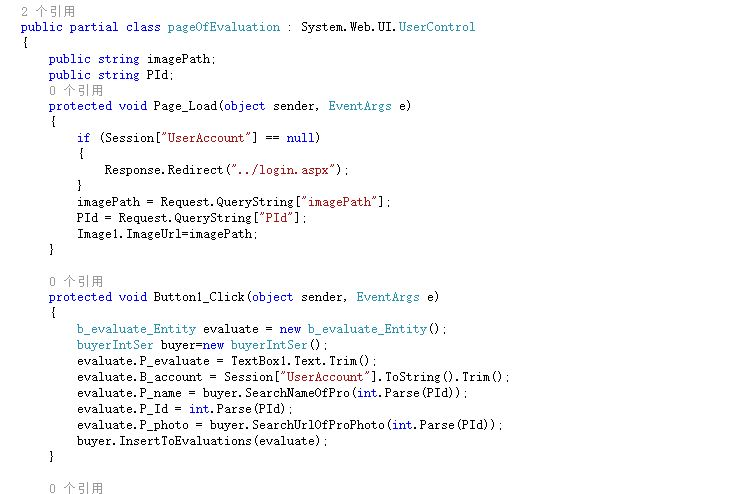 2 个引用
public partial class pageOfEvaluation : System.Web.UI.UserControl
{
public string imagePath;
public string PId;
0 个引用
protected void Page_Load(object sender, EventArgs e)
{
if (Session["UserAccount"] == null)
{
Response.Redirect("../login.aspx");
}
imagePath = Request.QueryString["imagePath"];
PId = Request.QueryString["PId"];
Image1.ImageUrl=imagePath;
}
0 个引用
protected void Button1_Click(object sender, EventArgs e)
{
b_evaluate_Entity evaluate = new b_evaluate_Entity();
buyerIntSer buyer=new buyerIntSer();
evaluate.P_evaluate = TextBox1.Text.Trim();
evaluate.B_account = Session["UserAccount"].ToString().Trim();
evaluate.P_name = buyer.SearchNameOfPro(int.Parse(PId));
evaluate.P_Id = int.Parse(PId);
evaluate.P_photo = buyer.SearchUrlOfProPhoto(int.Parse(PId));
buyer.InsertToEvaluations(evaluate);
}
0 个引用